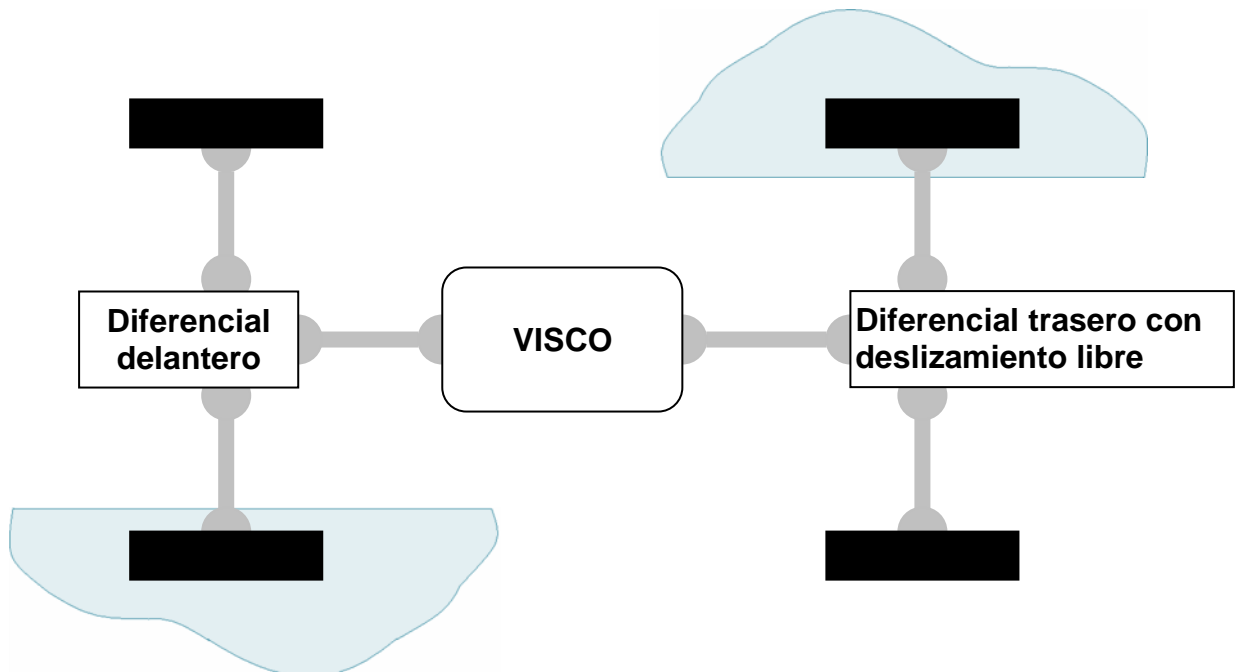 Diferencial
delantero
VISCO
Diferencial trasero con
deslizamiento libre